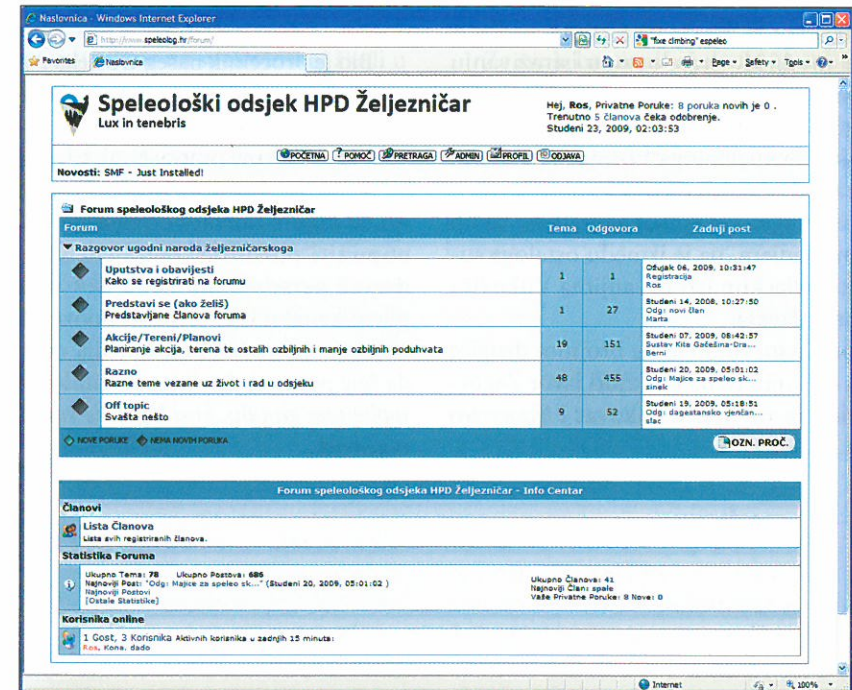 Naslovnica - Windows Internet Explorer
http://www.speleolog.hr/forum/
"fixe climbing" espeleo
Favorites Naslovnica
Page Safety Tools
Speleološki odsjek HPD Željezničar
Lux in tenebris
Hej, Ros, Privatne Poruke: 8 poruka novih je 0 .
Trenutno 5 članova čeka odobrenje.
Studeni 23, 2009, 02:03:53
POČETNA ? POMOĆ PRETRAGA ADMIN PROFIL ODJAVA
Novosti: SMF - Just Installed!
Forum speleološkog odsjeka HPD Željezničar
Forum Tema Odgovora Zadnji post
Razgovor ugodni naroda željezničarskoga
Uputstva i obavijesti
Kako se registrirati na forumu
1 1
Ožujak 06, 2009, 10:31:47
Registracija
Ros
Predstavi se (ako želiš)
Predstavljane članova foruma
1 27
Studeni 14, 2008, 10:27:50
Odg: novi član
Marta
Akcije/Tereni/Planovi
Planiranje akcija, terena te ostalih ozbiljnih i manje ozbiljnih poduhvata
19 151
Studeni 07, 2009, 08:42:57
Sustav Kita Gaćešina-Dra...
Berni
Razno
Razne teme vezane uz život i rad u odsjeku
48 455
Studeni 20, 2009, 05:01:02
Odg: Majice za speleo sk...
sinek
Off topic
Svašta nešto
9 52
Studeni 19, 2009, 05:18:51
Odg: dagestansko vjenčan...
slac
NOVE PORUKE NEMA NOVIH PORUKA
OZN. PROČ.
Forum speleološkog odsjeka HPD Željezničar - Info Centar
Članovi
Lista Članova
Lista svih registriranih članova.
Statistika Foruma
Ukupno Tema: 78 Ukupno Postova: 686
Najnoviji Post: "Odg: Majice za speleo sk..." (Studeni 20, 2009, 05:01:02 )
Najnoviji Postovi
[Ostale Statistike]
Ukupno Članova: 41
Najnoviji Član: spale
Vaše Privatne Poruke: 8 Nove: 0
Korisnika online
1 Gost, 3 Korisnika Aktivnih korisnika u zadnjih 15 minuta:
Ros, Kona, dado
Internet 100%